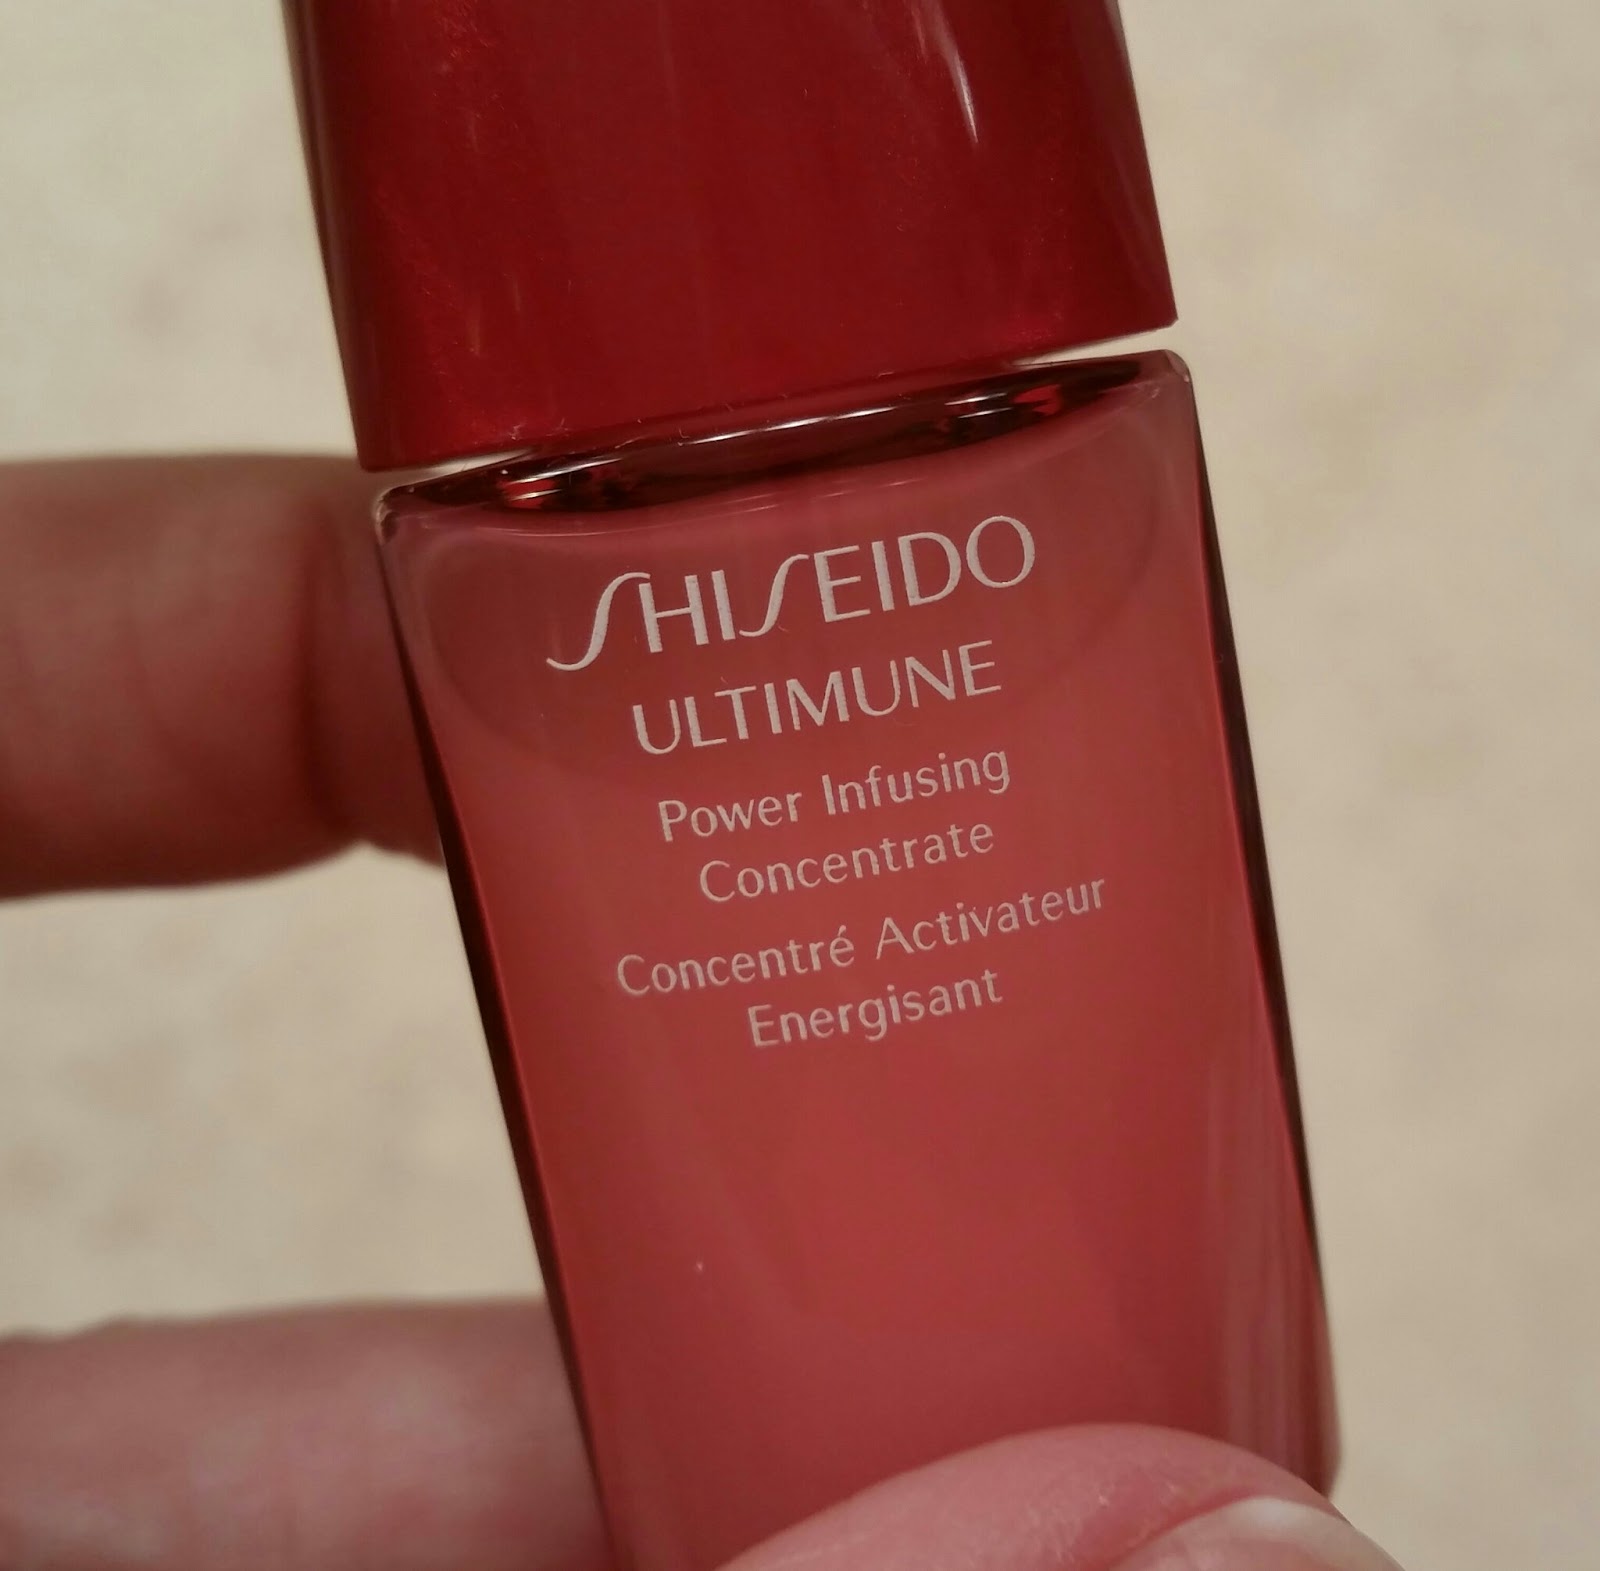 SHISEIDO
ULTIMUNE
Power Infusing
Concentrate
Concentré Activateur
Energisant